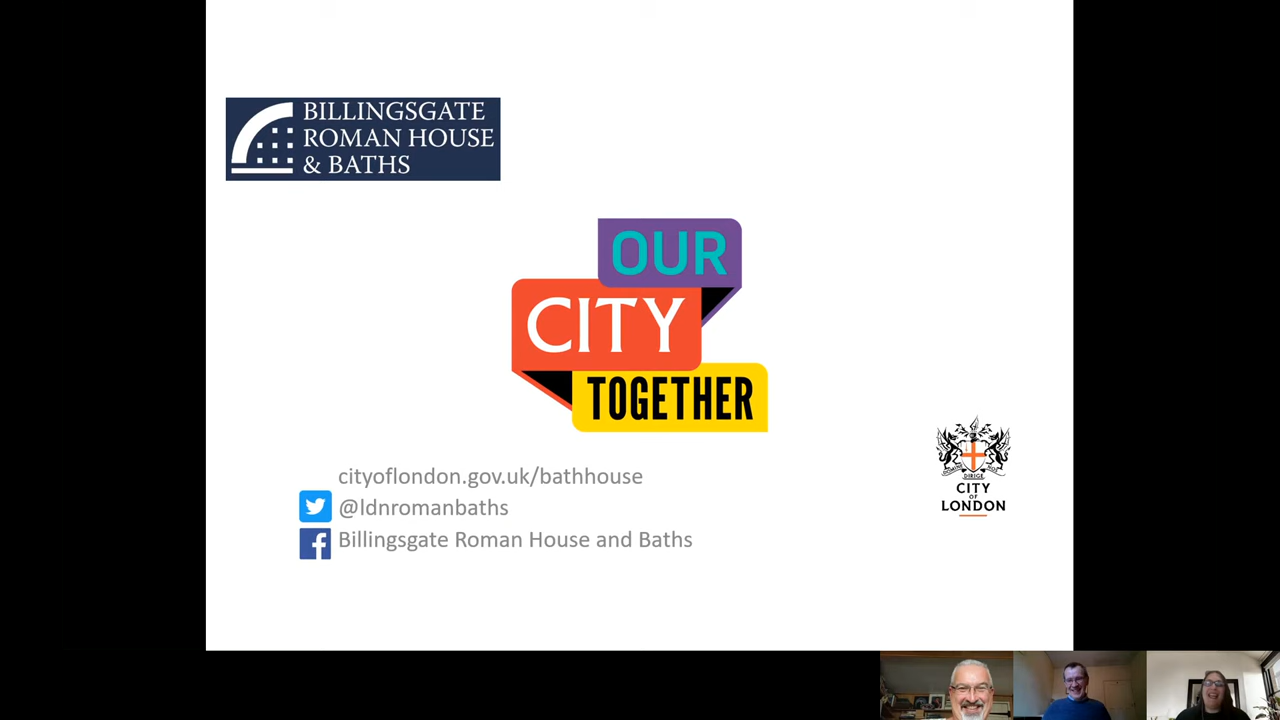 BILLINGSGATE
ROMAN HOUSE
& BATHS
OUR
CITY
TOGETHER
cityoflondon.gov.uk/bathhouse
@ldnromanbaths
Billingsgate Roman House and Baths
DIRIGE
CITY
OF
LONDON